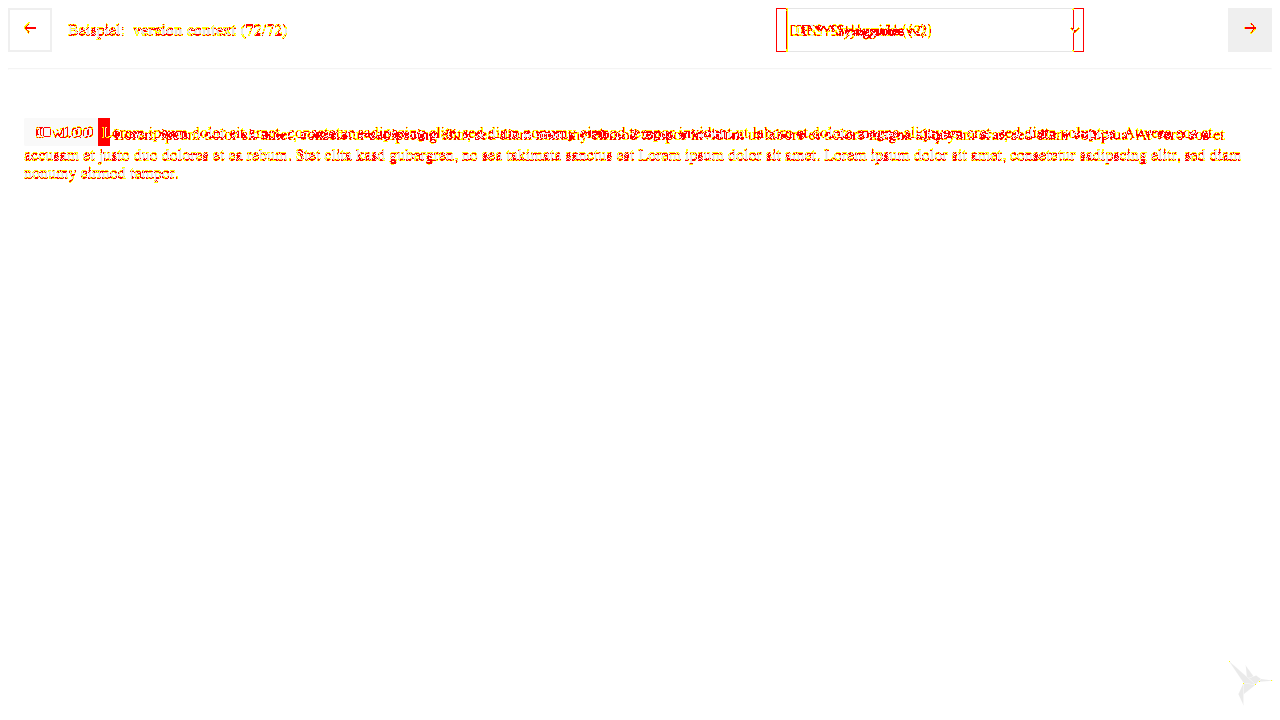 ← Beispiel: version context (72/72) →
Lorem ipsum dolor sit amet, consetetur sadipscing elitr, sed diam nonumy eirmod tempor invidunt ut labore et dolore magna aliquyam erat, sed diam voluptua. At vero eos et
accusam et justo duo dolores et ea rebum. Stet clita kasd gubergren, no sea takimata sanctus est Lorem ipsum dolor sit amet. Lorem ipsum dolor sit amet, consetetur sadipscing elitr, sed diam
nonumy eirmod tempor.